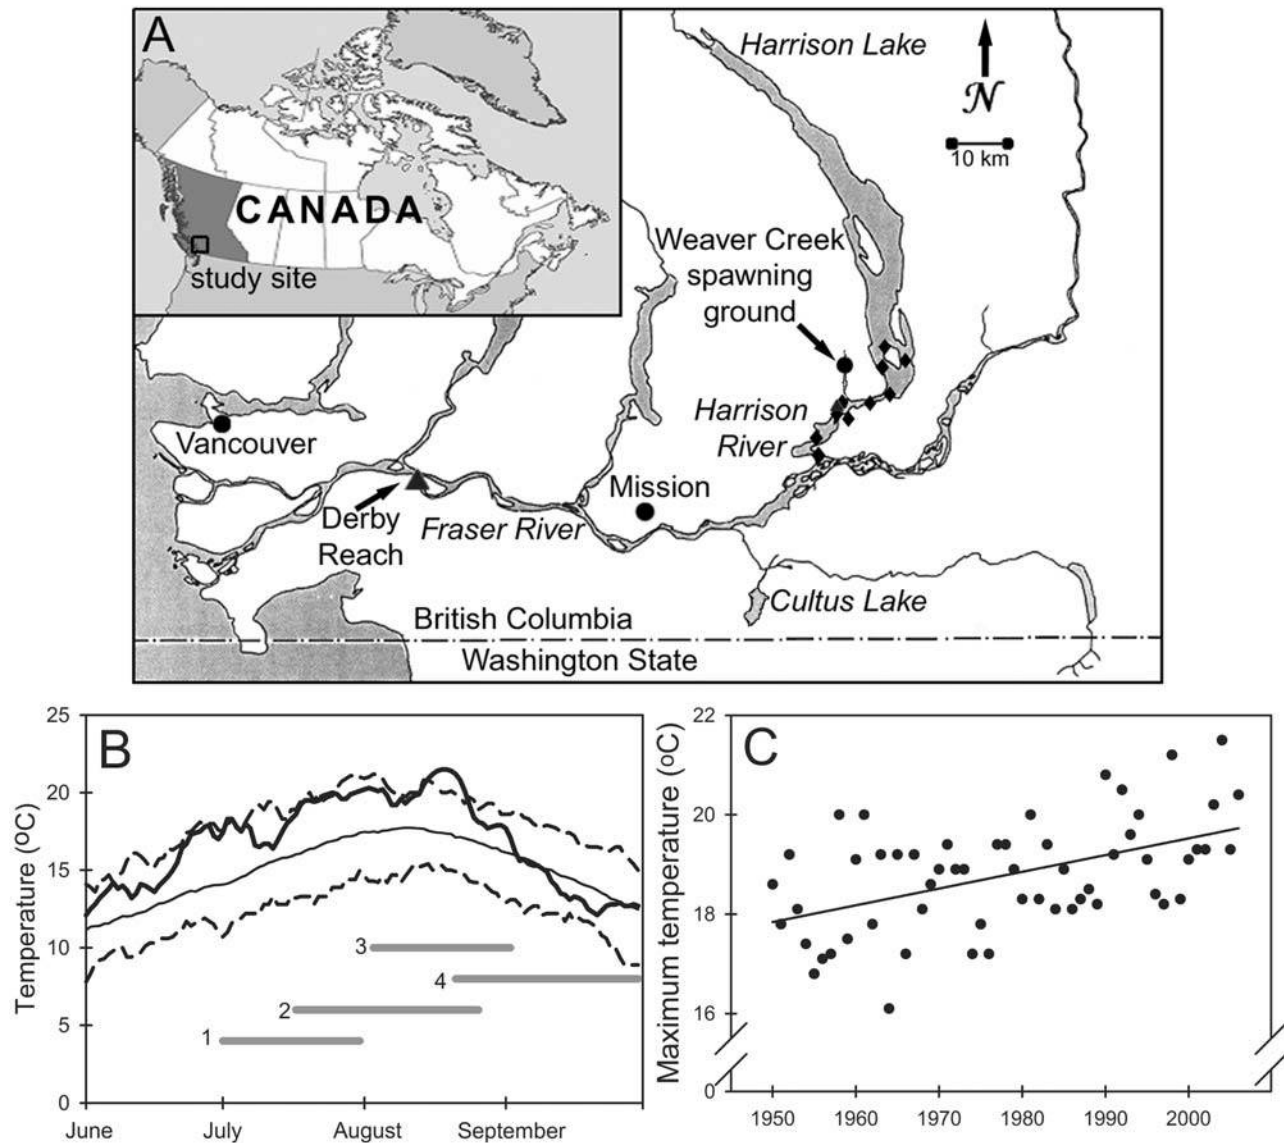 A
CANADA
study site
Harrison Lake
N
10 km
Weaver Creek
spawning
ground
Harrison
River
Vancouver
Mission
Derby
Reach
Fraser River
Cultus Lake
British Columbia
Washington State
B
Temperature (oC)
25
20
15
10
5
0
3
4
2
1
June
July
August
September
C
Maximum temperature (oC)
22
20
18
16
0
1950
1960
1970
1980
1990
2000